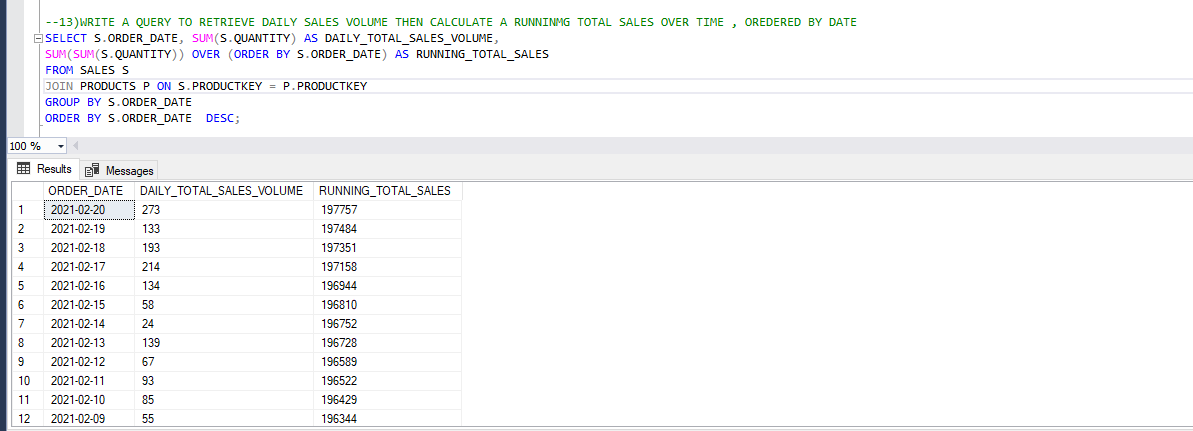 --13)WRITE A QUERY TO RETRIEVE DAILY SALES VOLUME THEN CALCULATE A RUNNINMG TOTAL SALES OVER TIME , OREDERED BY DATE
SELECT S.ORDER_DATE, SUM(S.QUANTITY) AS DAILY_TOTAL_SALES_VOLUME,
SUM(SUM(S.QUANTITY)) OVER (ORDER BY S.ORDER_DATE) AS RUNNING_TOTAL_SALES
FROM SALES S
JOIN PRODUCTS P ON S.PRODUCTKEY = P.PRODUCTKEY
GROUP BY S.ORDER_DATE
ORDER BY S.ORDER_DATE  DESC;
100 %
Results Messages
ORDER_DATE DAILY_TOTAL_SALES_VOLUME RUNNING_TOTAL_SALES
1 2021-02-20 273 197757
2 2021-02-19 133 197484
3 2021-02-18 193 197351
4 2021-02-17 214 197158
5 2021-02-16 134 196944
6 2021-02-15 58 196810
7 2021-02-14 24 196752
8 2021-02-13 139 196728
9 2021-02-12 67 196589
10 2021-02-11 93 196522
11 2021-02-10 85 196429
12 2021-02-09 55 196344